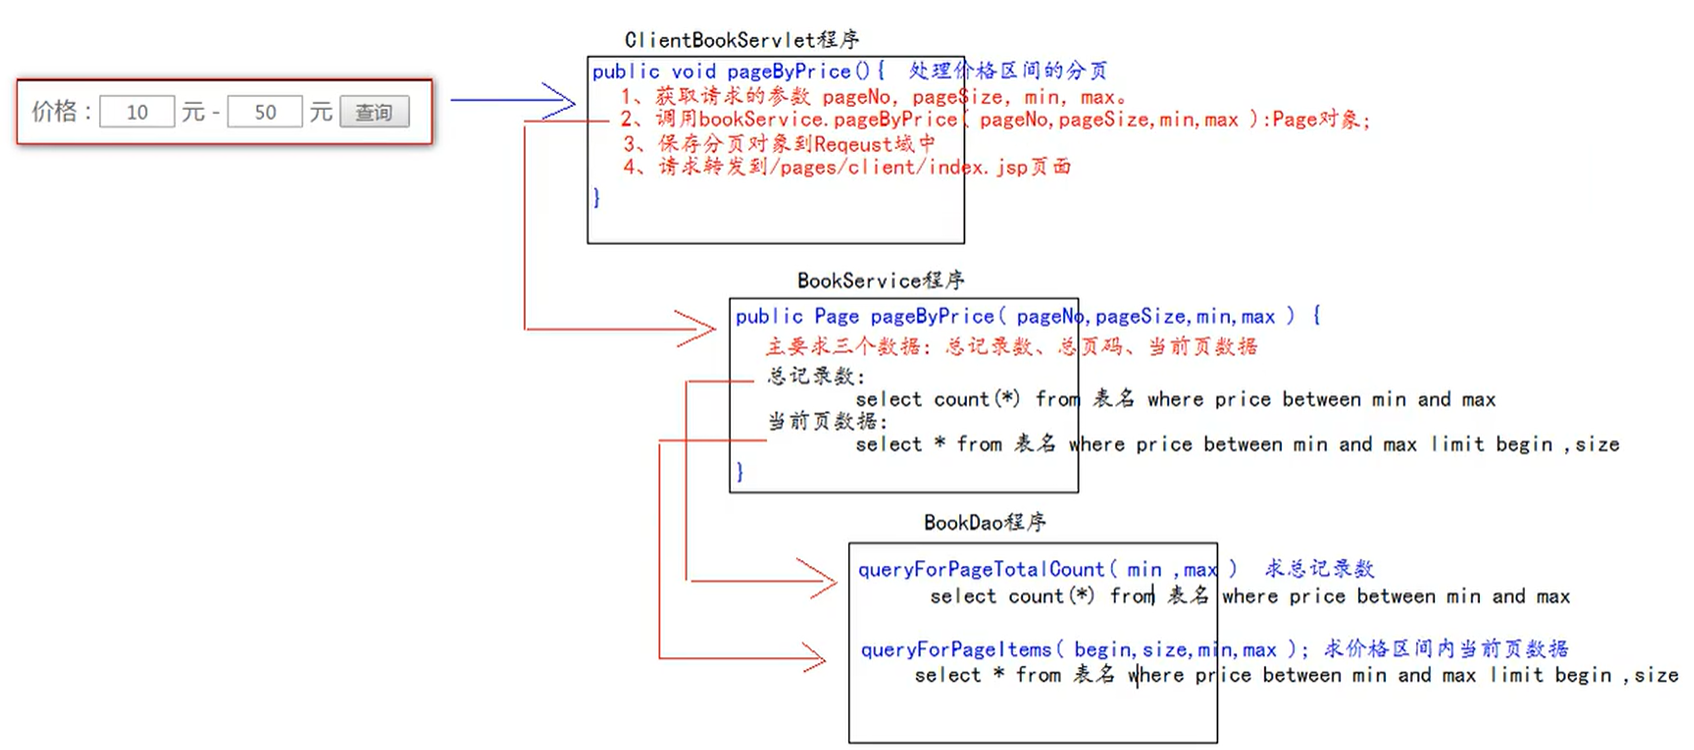 ClientBookServlet程序
价格： 10 元 - 50 元 查询
public void pageByPrice(){ 处理价格区间的分页
1、获取请求的参数 pageNo, pageSize, min, max。
2、调用bookService.pageByPrice( pageNo,pageSize,min,max ):Page对象;
3、保存分页对象到Reqeust域中
4、请求转发到/pages/client/index.jsp页面
}
BookService程序
public Page pageByPrice( pageNo,pageSize,min,max ) {
主要求三个数据：总记录数、总页码、当前页数据
总记录数：
select count(*) from 表名 where price between min and max
当前页数据：
select * from 表名 where price between min and max limit begin ,size
}
BookDao程序
queryForPageTotalCount( min ,max ) 求总记录数
select count(*) from 表名 where price between min and max
queryForPageItems( begin,size,min,max ); 求价格区间内当前页数据
select * from 表名 where price between min and max limit begin ,size